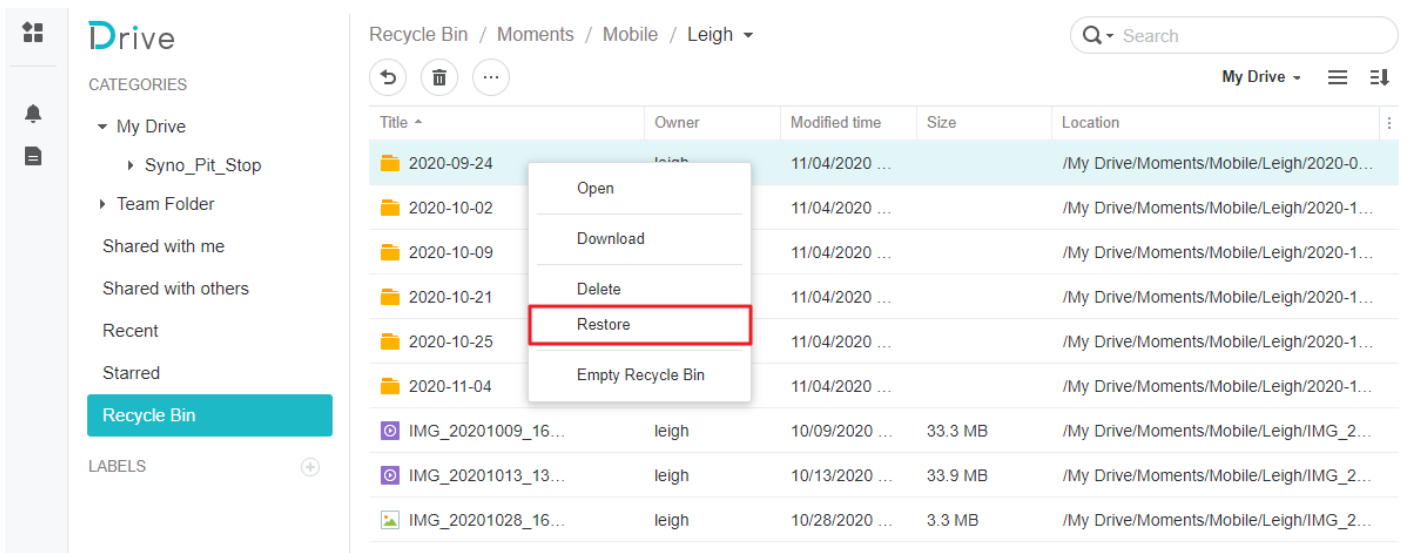 Drive
CATEGORIES
My Drive
Syno_Pit_Stop
Team Folder
Shared with me
Shared with others
Recent
Starred
Recycle Bin
LABELS
Recycle Bin / Moments / Mobile / Leigh
Search
My Drive
Title Owner Modified time Size Location
2020-09-24 leigh 11/04/2020 ... /My Drive/Moments/Mobile/Leigh/2020-0...
2020-10-02 11/04/2020 ... /My Drive/Moments/Mobile/Leigh/2020-1...
2020-10-09 11/04/2020 ... /My Drive/Moments/Mobile/Leigh/2020-1...
2020-10-21 11/04/2020 ... /My Drive/Moments/Mobile/Leigh/2020-1...
2020-10-25 11/04/2020 ... /My Drive/Moments/Mobile/Leigh/2020-1...
2020-11-04 11/04/2020 ... /My Drive/Moments/Mobile/Leigh/2020-1...
IMG_20201009_16... leigh 10/09/2020 ... 33.3 MB /My Drive/Moments/Mobile/Leigh/IMG_2...
IMG_20201013_13... leigh 10/13/2020 ... 33.9 MB /My Drive/Moments/Mobile/Leigh/IMG_2...
IMG_20201028_16... leigh 10/28/2020 ... 3.3 MB /My Drive/Moments/Mobile/Leigh/IMG_2...
Open
Download
Delete
Restore
Empty Recycle Bin